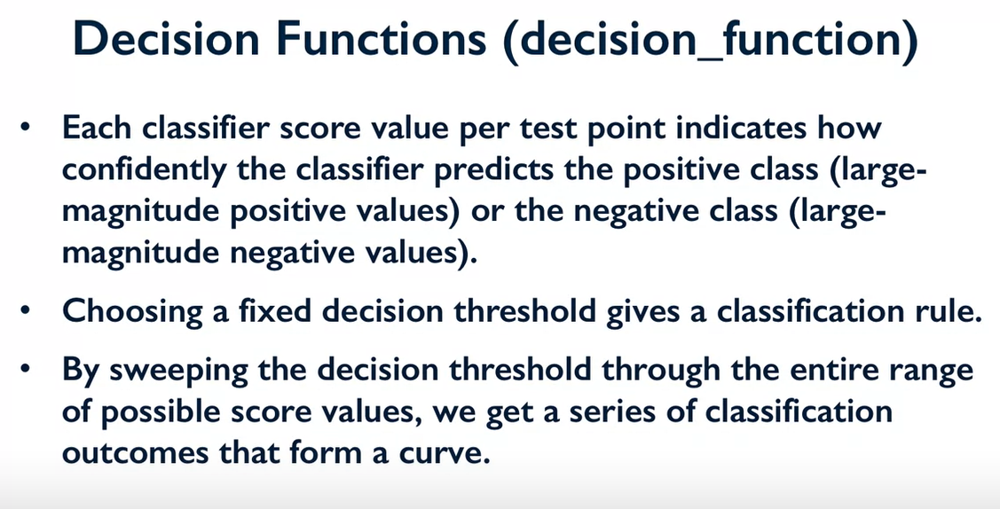 Decision Functions (decision_function)
• Each classifier score value per test point indicates how
confidently the classifier predicts the positive class (large-
magnitude positive values) or the negative class (large-
magnitude negative values).
• Choosing a fixed decision threshold gives a classification rule.
• By sweeping the decision threshold through the entire range
of possible score values, we get a series of classification
outcomes that form a curve.